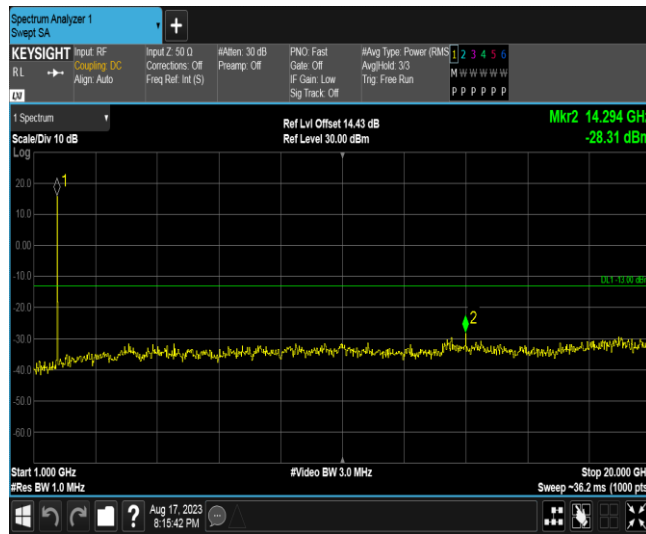 Spectrum Analyzer 1
Swept SA
+
KEYSIGHT
RL
LXI
Input: RF
Coupling: DC
Align: Auto
Input Z: 50 Ω
Corrections: Off
Freq Ref: Int (S)
#Atten: 30 dB
Preamp: Off
PNO: Fast
Gate: Off
IF Gain: Low
Sig Track: Off
#Avg Type: Power (RMS
Avg|Hold: 3/3
Trig: Free Run
1 2 3 4 5 6
M W W W W W
P P P P P P
1 Spectrum
Scale/Div 10 dB
Log
Ref Lvl Offset 14.43 dB
Ref Level 30.00 dBm
Mkr2 14.294 GH
-28.31 dBr
20.0
10.0
0.00
-10.0
-20.0
-30.0
-40.0
-50.0
-60.0
1
2
DL1 -13.00 dB
Start 1.000 GHz
#Res BW 1.0 MHz
#Video BW 3.0 MHz
Stop 20.000 GH
Sweep ~36.2 ms (1000 pts
?
Aug 17, 2023
8:15:42 PM